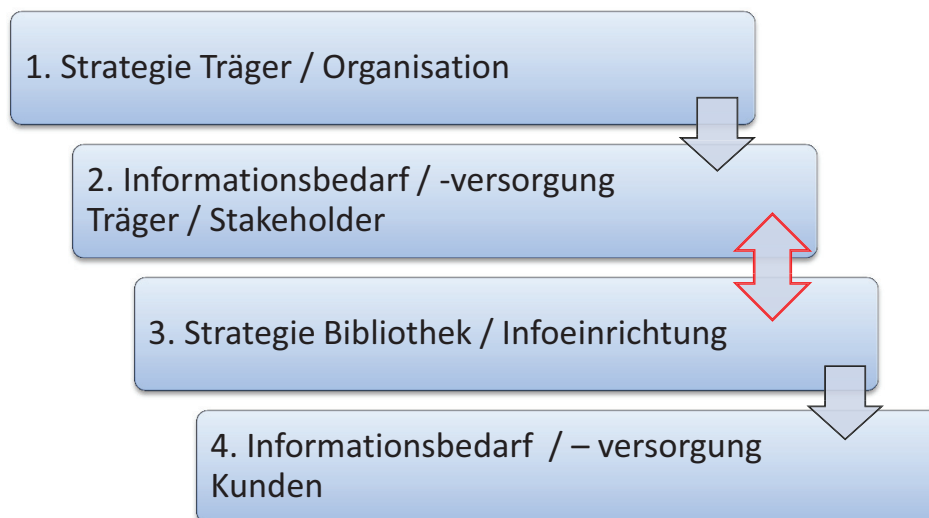 1. Strategie Träger / Organisation
2. Informationsbedarf / -versorgung
Träger / Stakeholder
3. Strategie Bibliothek / Infoeinrichtung
4. Informationsbedarf / – versorgung
Kunden